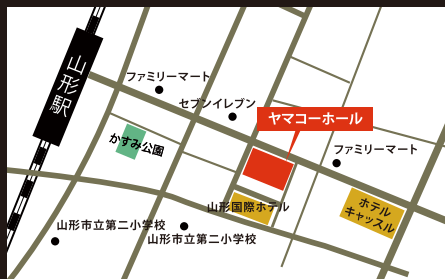 山形駅
ファミリーマート
セブンイレブン
ヤマコーホール
かすみ公園
ファミリーマート
山形国際ホテル
ホテル
キャッスル
山形市立第二小学校
山形市立第二小学校